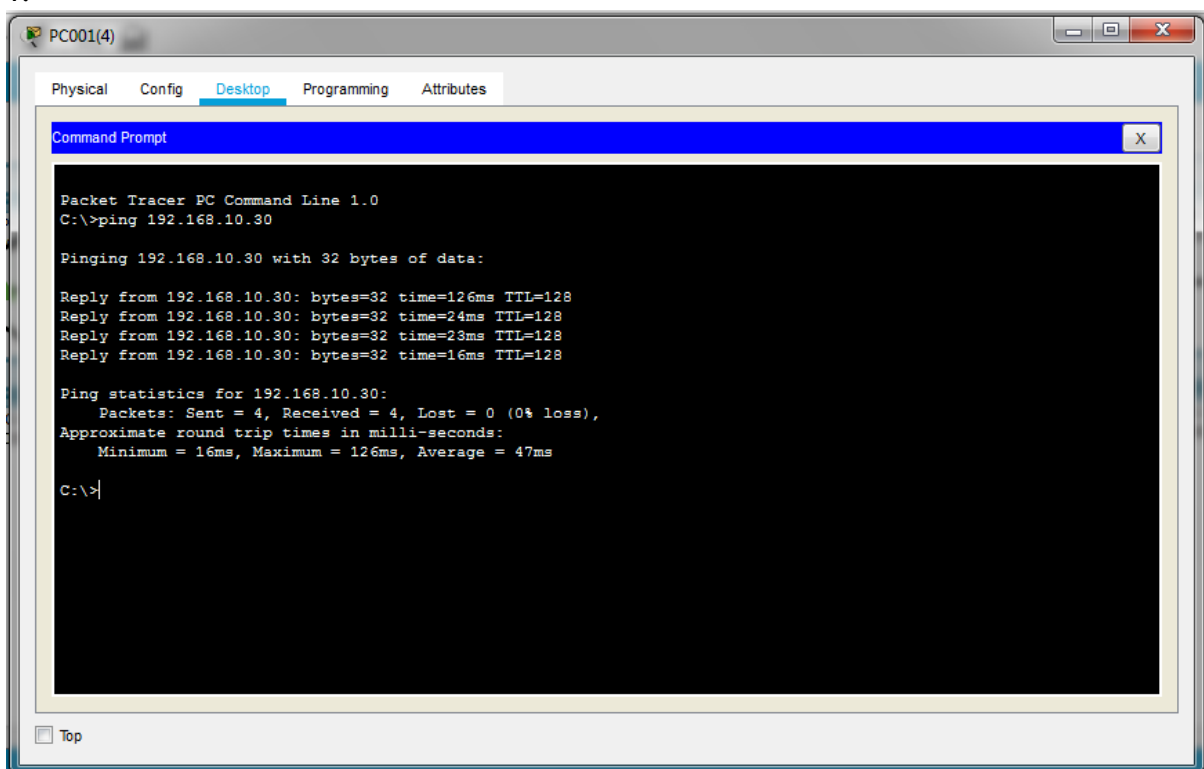 PC001(4)
Physical Config Desktop Programming Attributes
Command Prompt
X
Packet Tracer PC Command Line 1.0
C:\>ping 192.168.10.30
Pinging 192.168.10.30 with 32 bytes of data:
Reply from 192.168.10.30: bytes=32 time=126ms TTL=128
Reply from 192.168.10.30: bytes=32 time=24ms TTL=128
Reply from 192.168.10.30: bytes=32 time=23ms TTL=128
Reply from 192.168.10.30: bytes=32 time=16ms TTL=128
Ping statistics for 192.168.10.30:
Packets: Sent = 4, Received = 4, Lost = 0 (0% loss),
Approximate round trip times in milli-seconds:
Minimum = 16ms, Maximum = 126ms, Average = 47ms
C:\>
Top